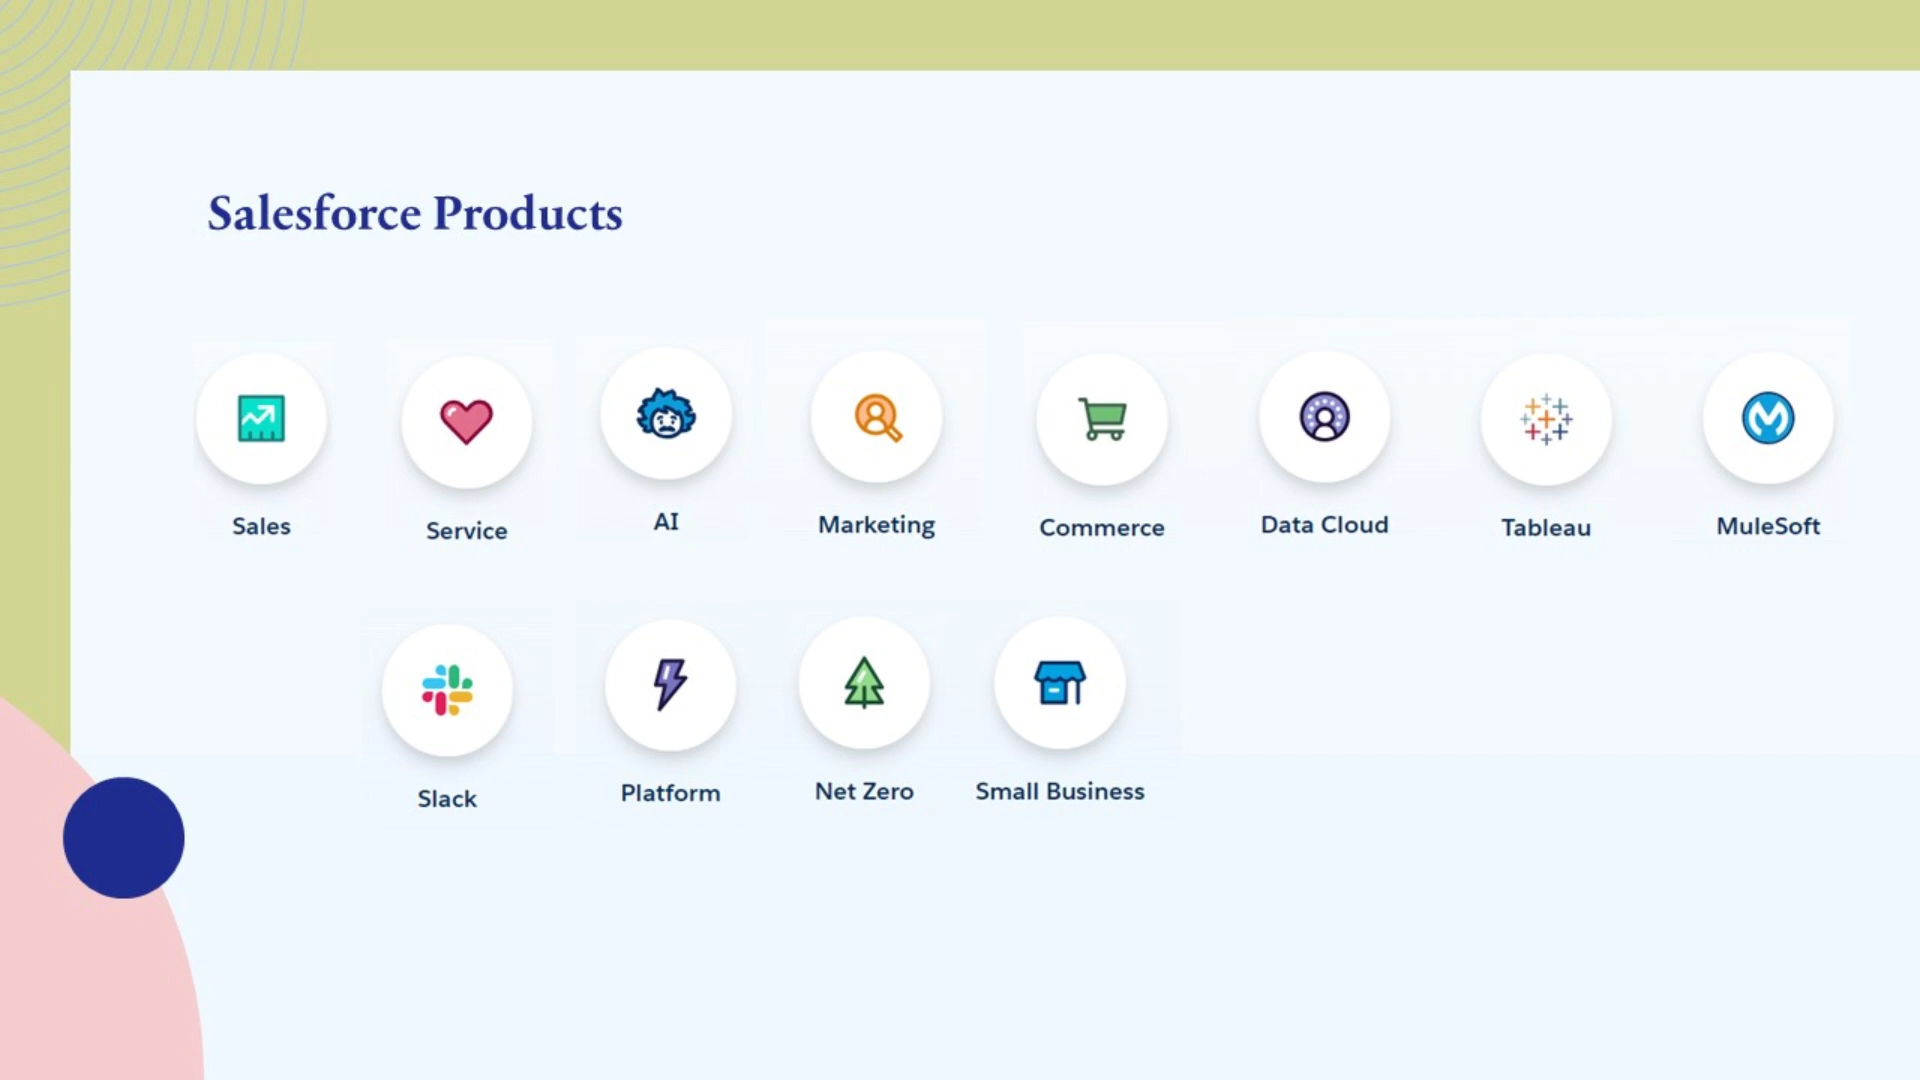 Salesforce Products
Sales
Service
AI
Marketing
Commerce
Data Cloud
Tableau
MuleSoft
Slack
Platform
Net Zero
Small Business